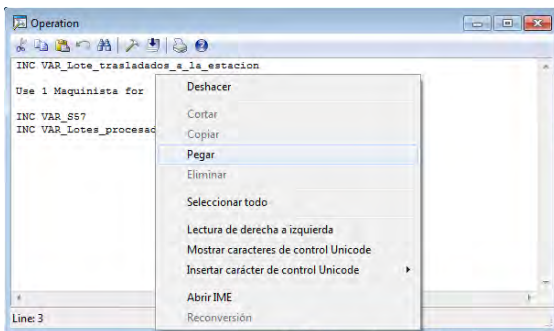 Operation
INC VAR_Lote_trasladados_a_la_estacion
Use 1 Maquinista for
INC VAR_S57
INC VAR_Lotes_procesad
Deshacer
Cortar
Copiar
Pegar
Eliminar
Seleccionar todo
Lectura de derecha a izquierda
Mostrar caracteres de control Unicode
Insertar carácter de control Unicode
Abrir IME
Reconversión
Line: 3